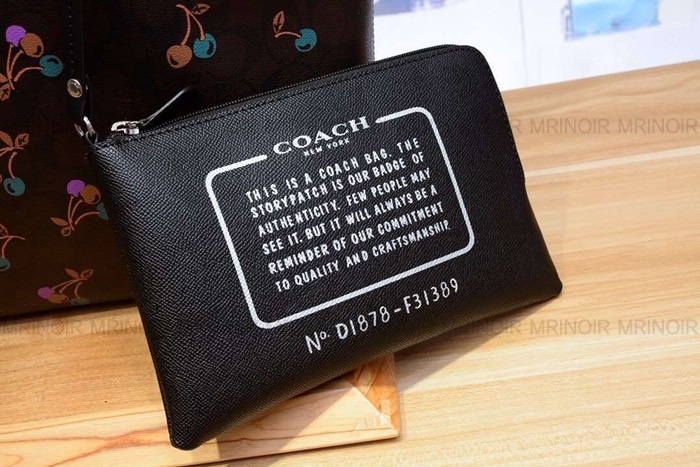 COACH
NEW YORK
THIS IS A COACH BAG. THE
STORYPATCH IS OUR BADGE OF
AUTHENTICITY. FEW PEOPLE MAY
SEE IT. BUT IT WILL ALWAYS BE A
REMINDER OF OUR COMMITMENT
TO QUALITY AND CRAFTSMANSHIP
No. D1878-F31389
MRINOIR MRINOIR MRINOIR
MRINOIR MRINOIR MRINOIR